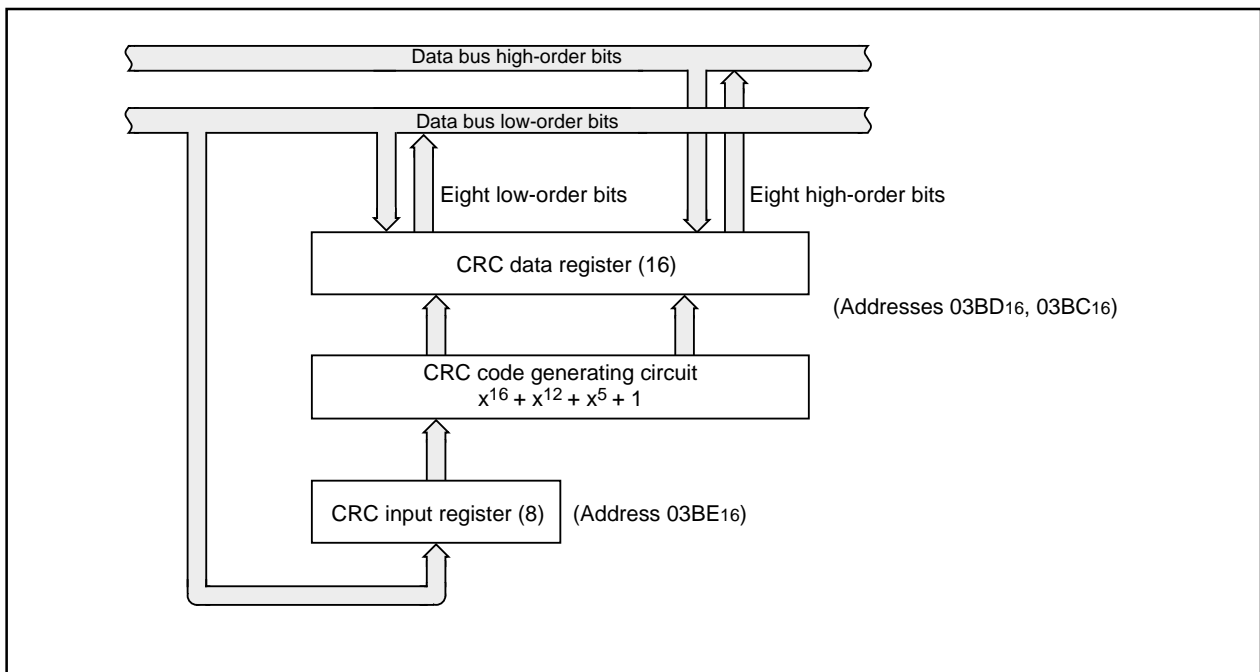 Data bus high-order bits
Data bus low-order bits
Eight low-order bits
Eight high-order bits
CRC data register (16)
(Addresses 03BD16, 03BC16)
CRC code generating circuit
x16 + x12 + x5 + 1
CRC input register (8)
(Address 03BE16)